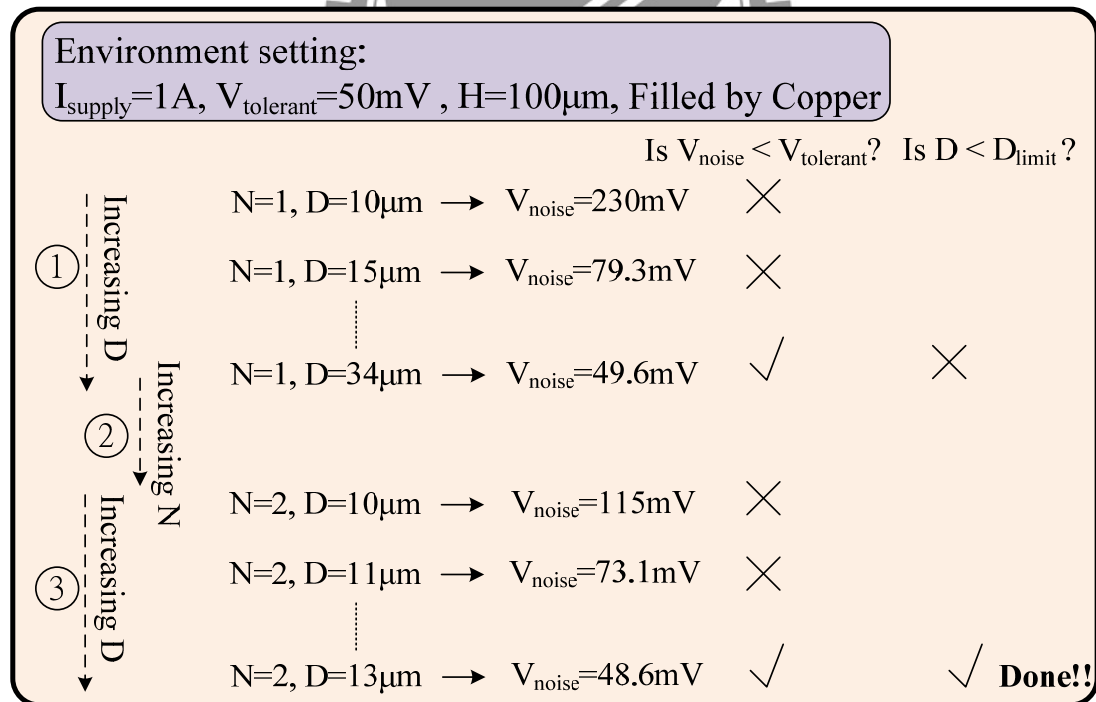 Environment setting:
I_supply=1A, V_tolerant=50mV , H=100μm, Filled by Copper
Is V_noise < V_tolerant? Is D < D_limit?
① Increasing D
N=1, D=10μm → V_noise=230mV ×
N=1, D=15μm → V_noise=79.3mV ×
N=1, D=34μm → V_noise=49.6mV √ ×
② Increasing N
③ Increasing D
N=2, D=10μm → V_noise=115mV ×
N=2, D=11μm → V_noise=73.1mV ×
N=2, D=13μm → V_noise=48.6mV √ √ Done!!